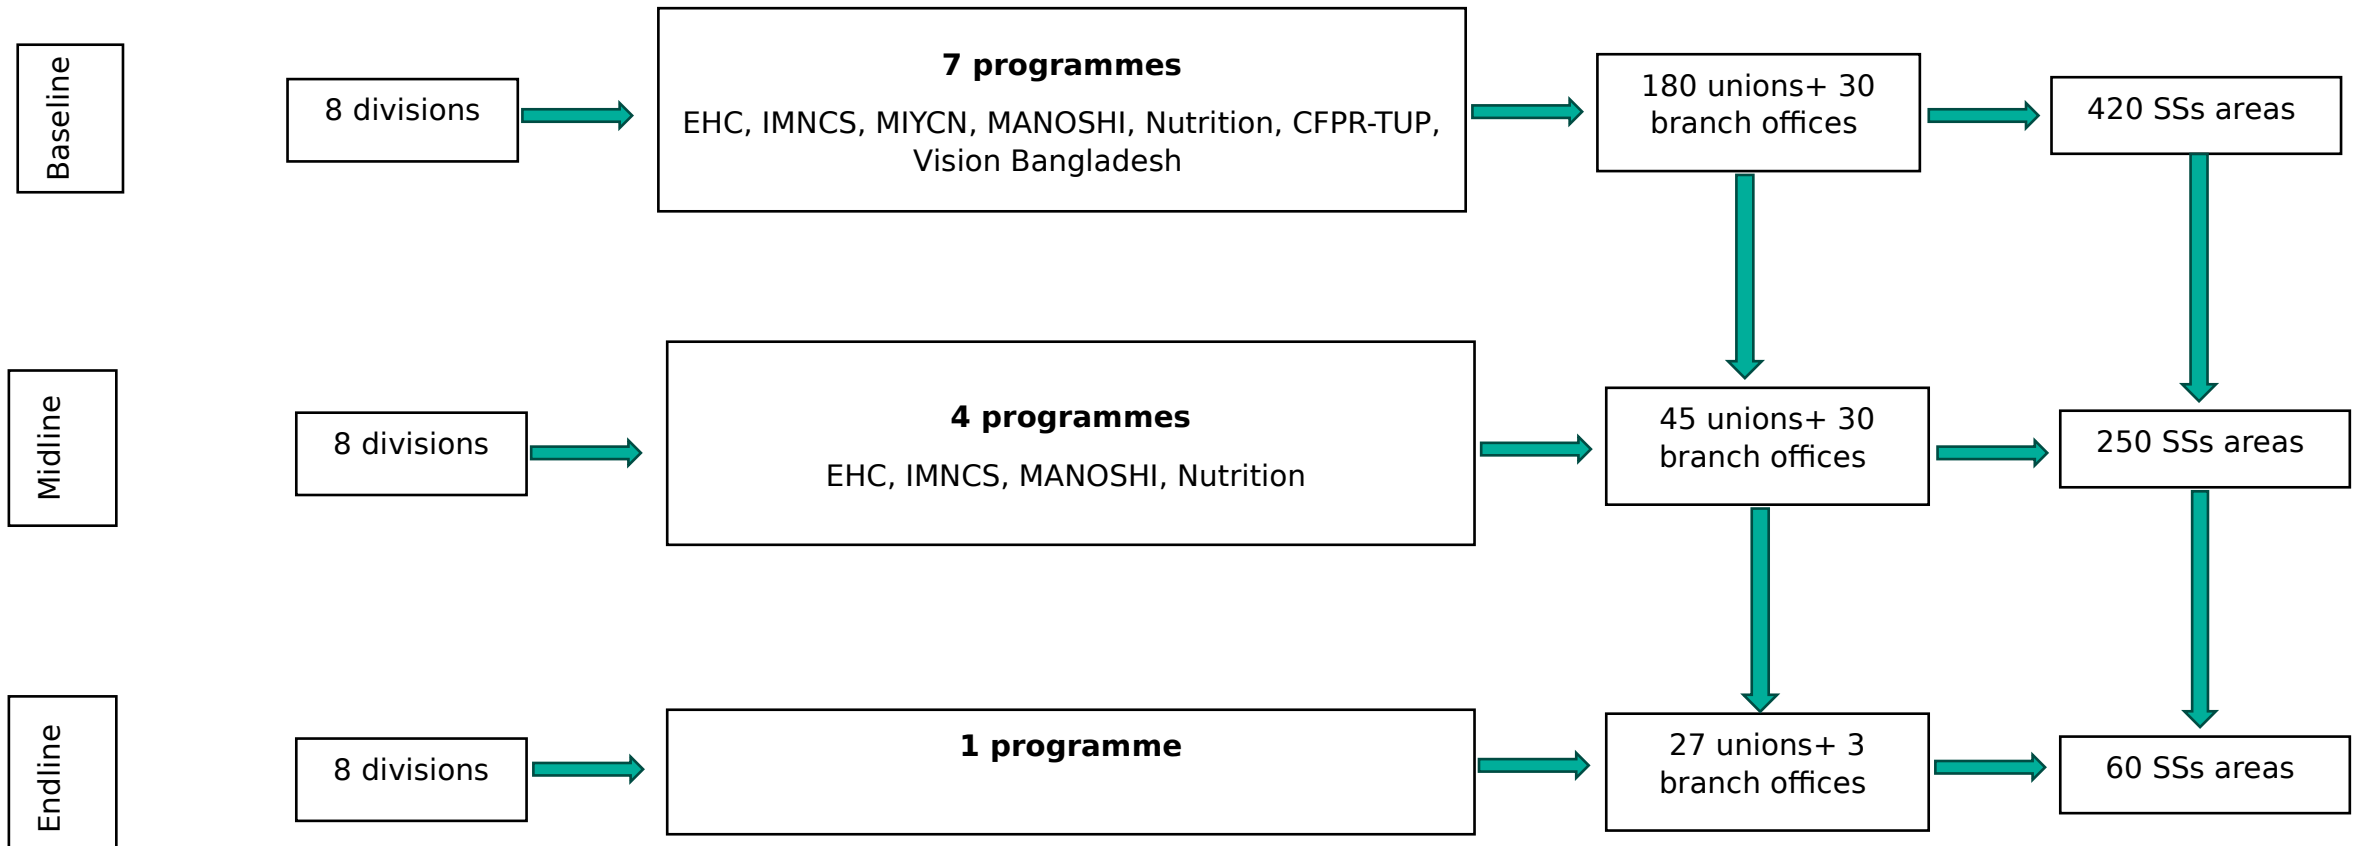 Baseline
8 divisions
7 programmes
EHC, IMNCS, MIYCN, MANOSHI, Nutrition, CFPR-TUP,
Vision Bangladesh
180 unions+ 30
branch offices
420 SSs areas
Midline
8 divisions
4 programmes
EHC, IMNCS, MANOSHI, Nutrition
45 unions+ 30
branch offices
250 SSs areas
Endline
8 divisions
1 programme
27 unions+ 3
branch offices
60 SSs areas